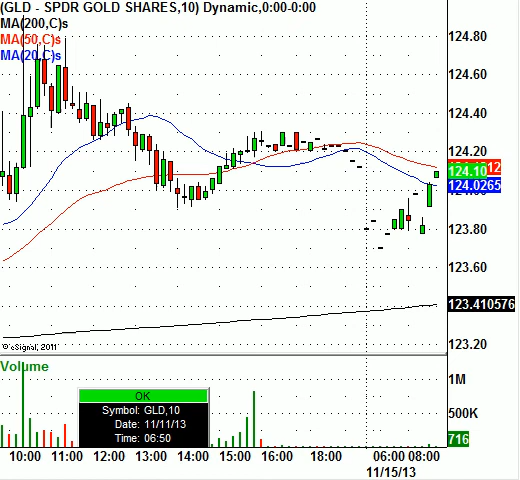 (GLD - SPDR GOLD SHARES,10) Dynamic,0:00-0:00
MA(200,C)s
MA(50,C)s
MA(20,C)s
124.80
124.60
124.40
124.20
124.10
124.0265
123.80
123.60
123.410576
123.20
© eSignal, 2011
Volume
1M
500K
716
OK
Symbol: GLD,10
Date: 11/11/13
Time: 06:50
10:00 11:00 12:00 13:00 14:00 15:00 16:00 18:00 06:00 08:00
11/15/13